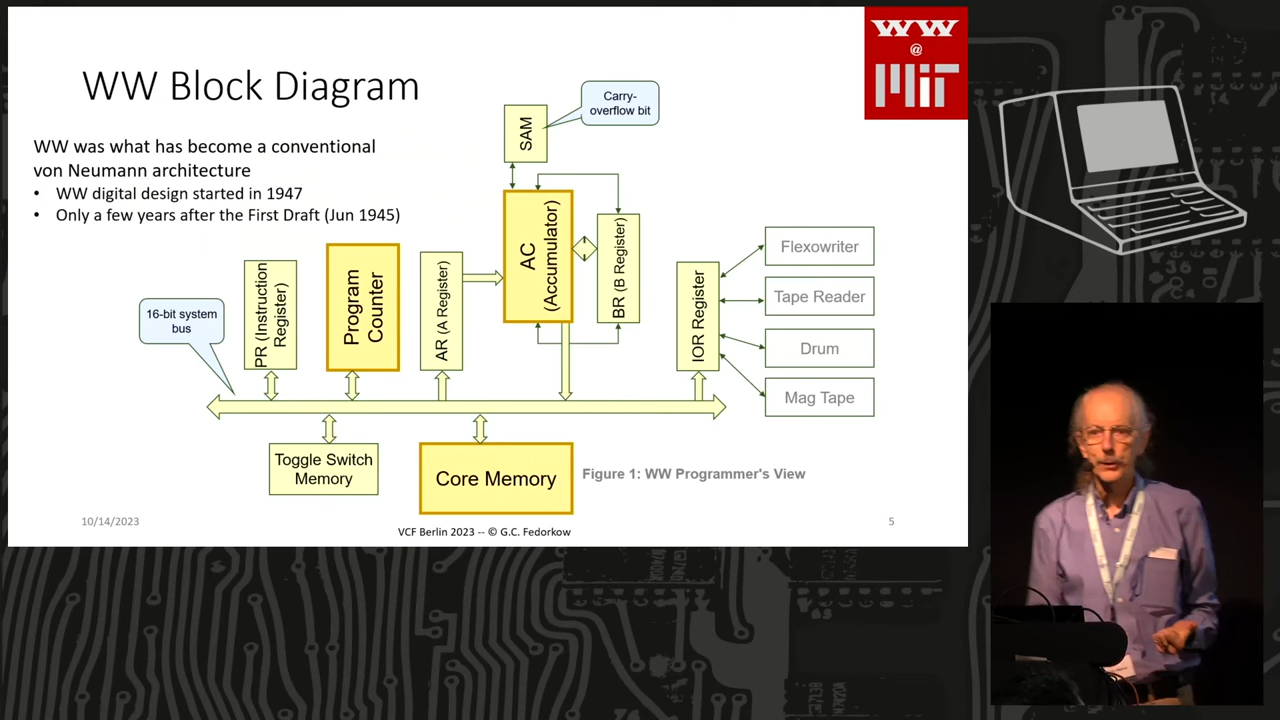 WW
@
MIT
WW Block Diagram
WW was what has become a conventional
von Neumann architecture
• WW digital design started in 1947
• Only a few years after the First Draft (Jun 1945)
Carry-
overflow bit
SAM
AC
(Accumulator)
BR (B Register)
AR (A Register)
Program
Counter
PR (Instruction
Register)
16-bit system
bus
IOR Register
Flexowriter
Tape Reader
Drum
Mag Tape
Toggle Switch
Memory
Core Memory
Figure 1: WW Programmer's View
10/14/2023
VCF Berlin 2023 -- © G.C. Fedorkow
5